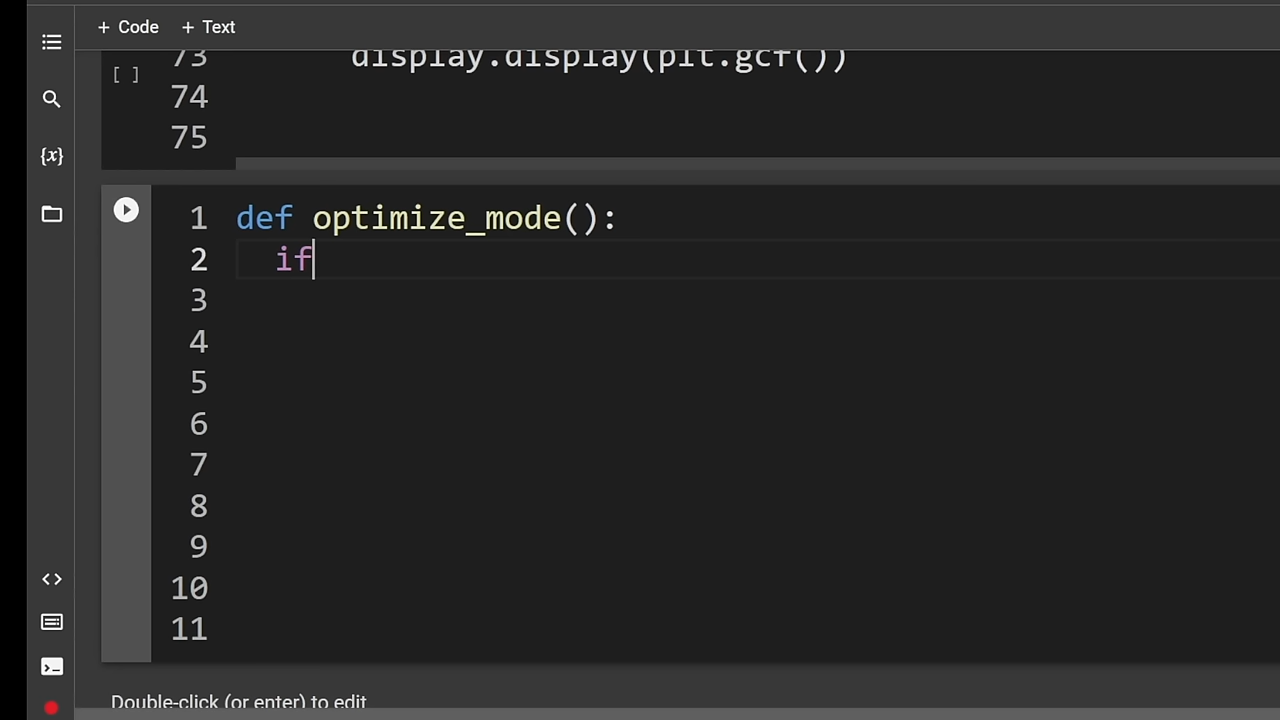 + Code + Text
73 display.display(plt.gcf())
[ ]
74
75
{x}
1 def optimize_mode():
2 if
3
4
5
6
7
8
9
10
11
<>
Double-click (or enter) to edit